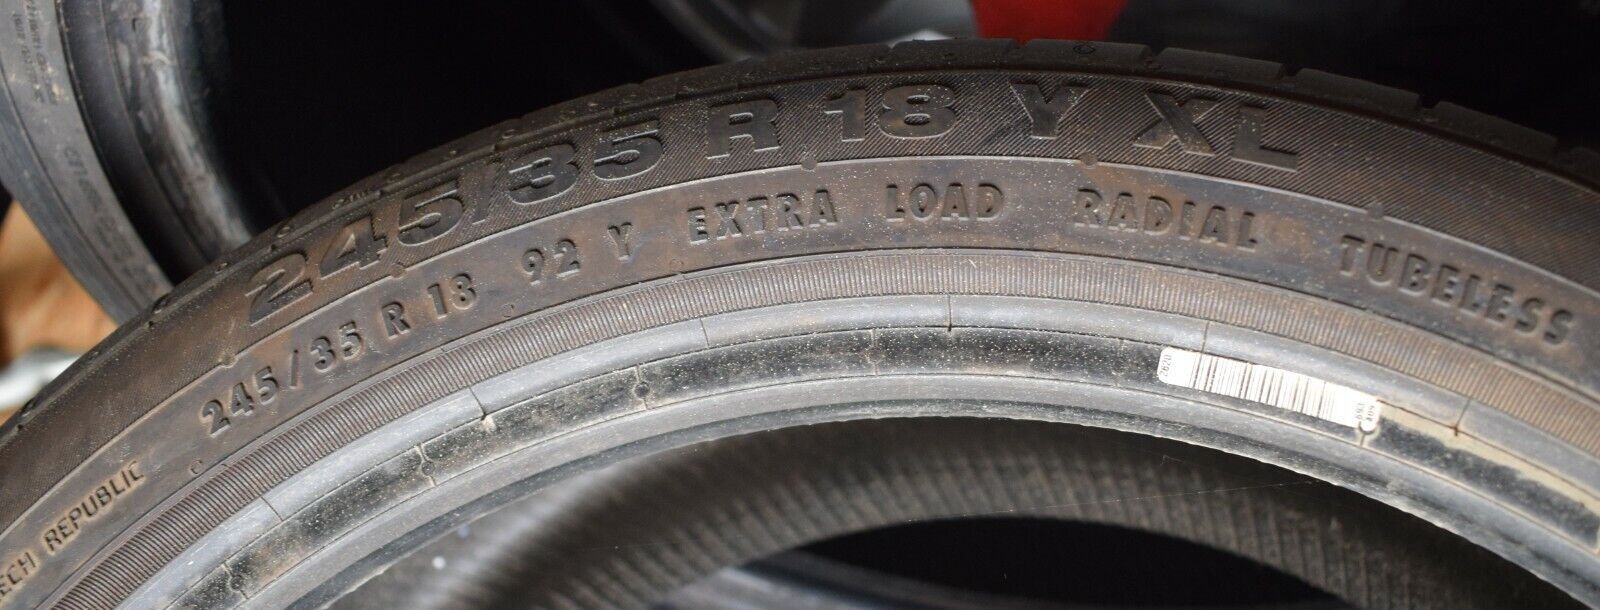 245/35 R 18 Y XL
245/35 R 18 92 Y EXTRA LOAD RADIAL TUBELESS
ECH REPUBLIC